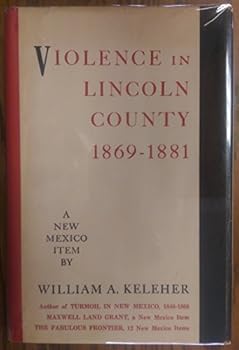 VIOLENCE IN
LINCOLN
COUNTY
1869-1881
A
NEW
MEXICO
ITEM
BY
WILLIAM A. KELEHER
Author of TURMOIL IN NEW MEXICO, 1846-1868
MAXWELL LAND GRANT, a New Mexico Item
THE FABULOUS FRONTIER, 12 New Mexico Items